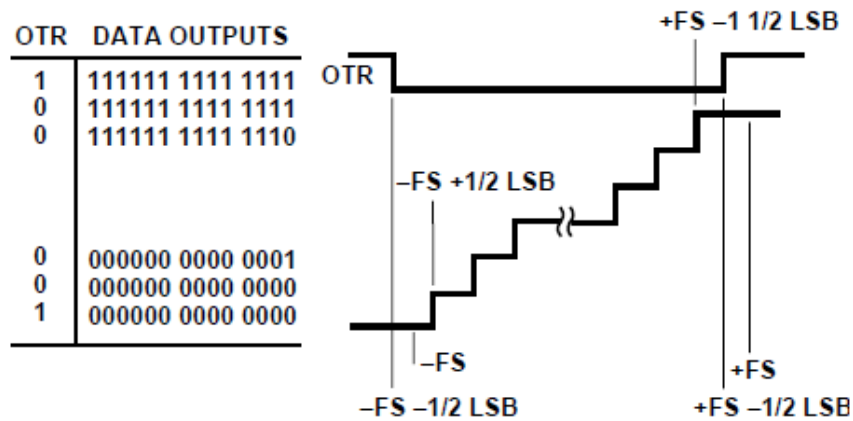 OTR DATA OUTPUTS
1 111111 1111 1111
0 111111 1111 1111
0 111111 1111 1110
0 000000 0000 0001
0 000000 0000 0000
1 000000 0000 0000
+FS –1 1/2 LSB
OTR
–FS +1/2 LSB
–FS
+FS
–FS –1/2 LSB
+FS –1/2 LSB